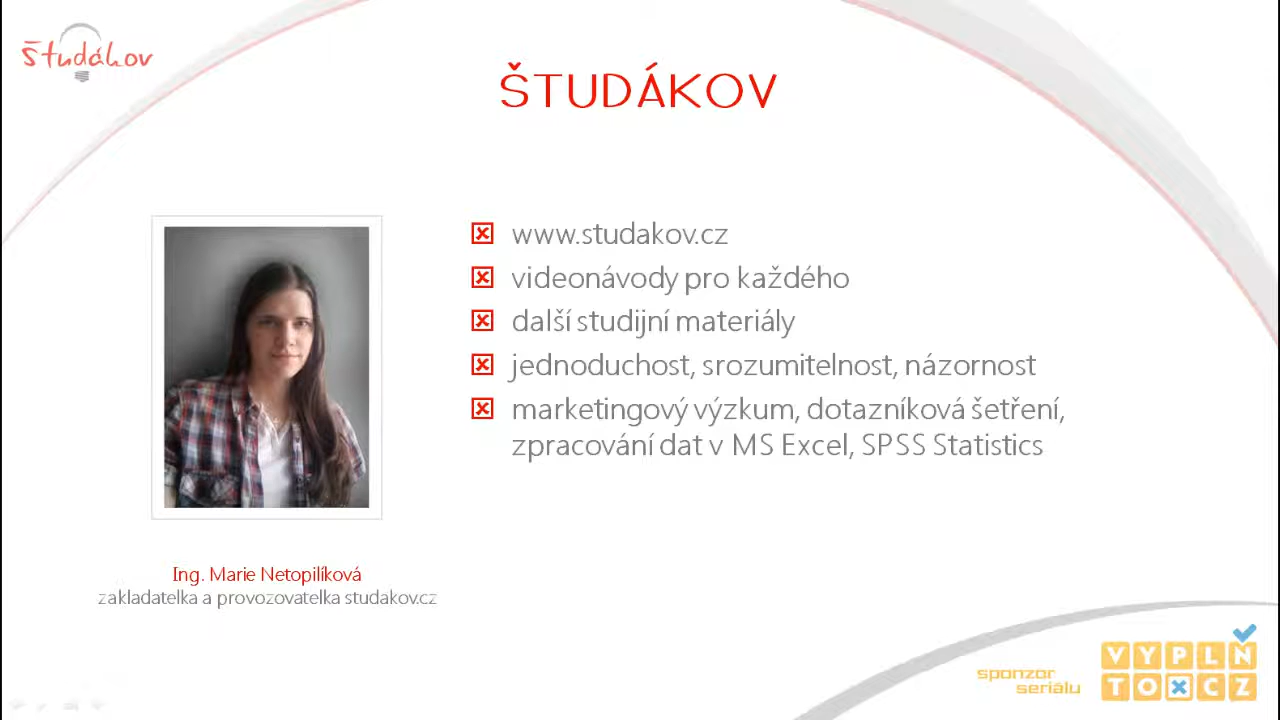 Študákov
ŠTUDÁKOV
www.studakov.cz
videonávody pro každého
další studijní materiály
jednoduchost, srozumitelnost, názornost
marketingový výzkum, dotazníková šetření,
zpracování dat v MS Excel, SPSS Statistics
Ing. Marie Netopilíková
zakladatelka a provozovatelka studakov.cz
sponzor
seriálu
VYPLŇ
TO×CZ